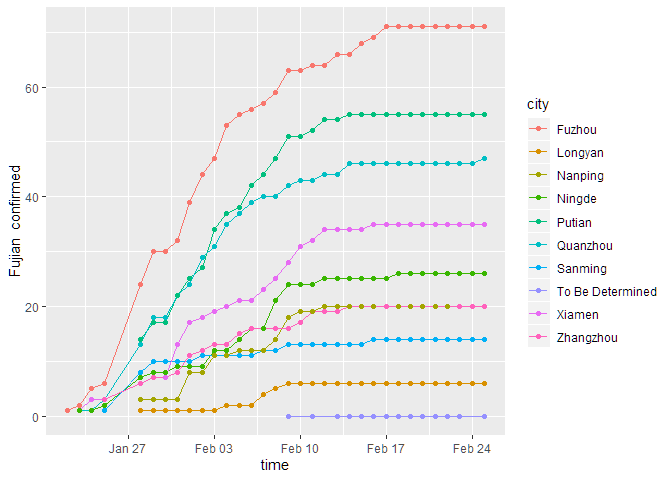 Fujian confirmed
60
40
20
0
Jan 27
Feb 03
Feb 10
Feb 17
Feb 24
time
city
Fuzhou
Longyan
Nanping
Ningde
Putian
Quanzhou
Sanming
To Be Determined
Xiamen
Zhangzhou